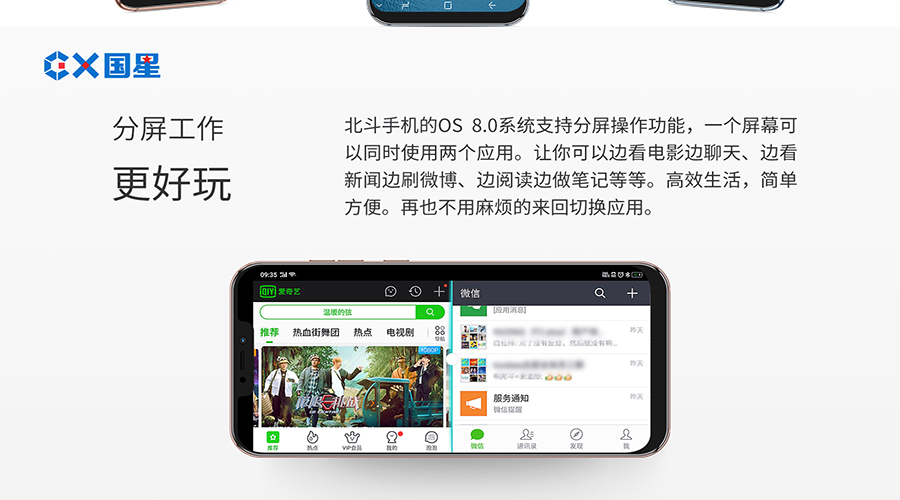 国星
分屏工作
更好玩
北斗手机的OS 8.0系统支持分屏操作功能，一个屏幕可
以同时使用两个应用。让你可以边看电影边聊天、边看
新闻边刷微博、边阅读边做笔记等等。高效生活，简单
方便。再也不用麻烦的来回切换应用。
09:35
爱奇艺
温暖的弦
推荐 热血街舞团 热点 电视剧 导航
1080P
推荐 热点 VIP会员 我的 泡泡
微信
[应用消息]
昨天
昨天
服务通知 昨天
微信提醒
微信 通讯录 发现 我